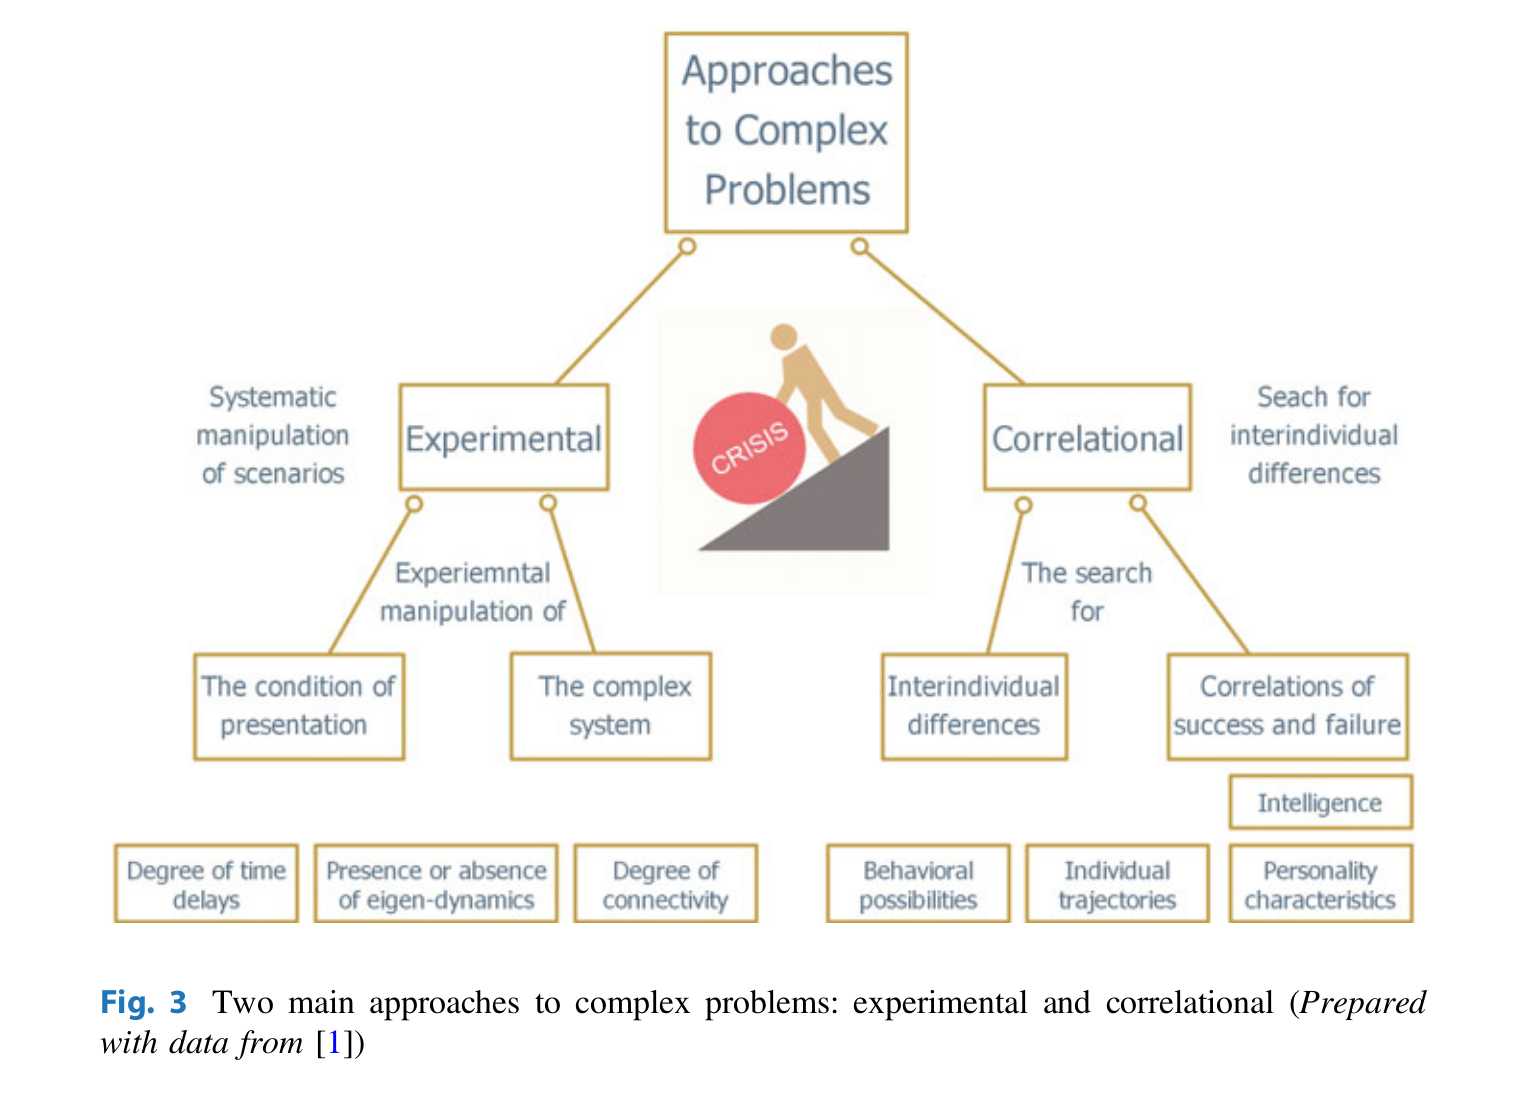 Approaches
to Complex
Problems
Systematic
manipulation
of scenarios
Experimental
CRISIS
Correlational
Seach for
interindividual
differences
Experiemntal
manipulation of
The search
for
The condition of
presentation
The complex
system
Interindividual
differences
Correlations of
success and failure
Intelligence
Degree of time
delays
Presence or absence
of eigen-dynamics
Degree of
connectivity
Behavioral
possibilities
Individual
trajectories
Personality
characteristics
Fig. 3 Two main approaches to complex problems: experimental and correlational (Prepared
with data from [1])